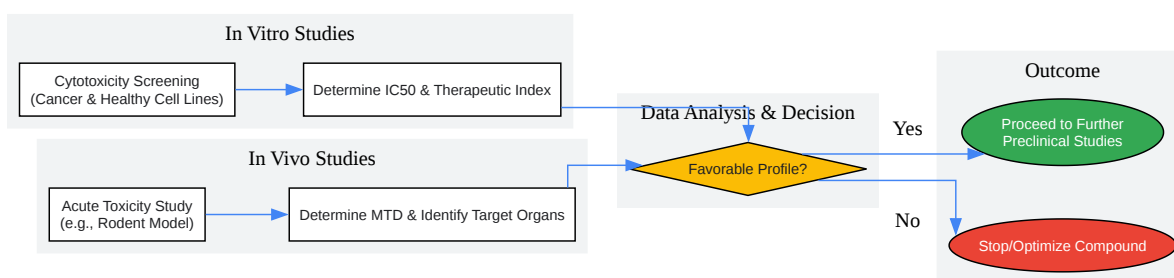 In Vitro Studies
Cytotoxicity Screening
(Cancer & Healthy Cell Lines)
Determine IC50 & Therapeutic Index
In Vivo Studies
Acute Toxicity Study
(e.g., Rodent Model)
Determine MTD & Identify Target Organs
Data Analysis & Decision
Favorable Profile?
Yes
No
Outcome
Proceed to Further
Preclinical Studies
Stop/Optimize Compound